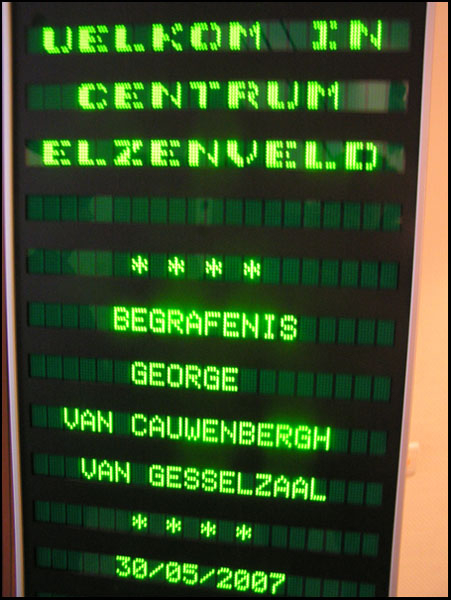 WELKOM IN
CENTRUM
ELZENVELD
****
BEGRAFENIS
GEORGE
VAN CAUWENBERGH
VAN GESSELZAAL
****
30/05/2007